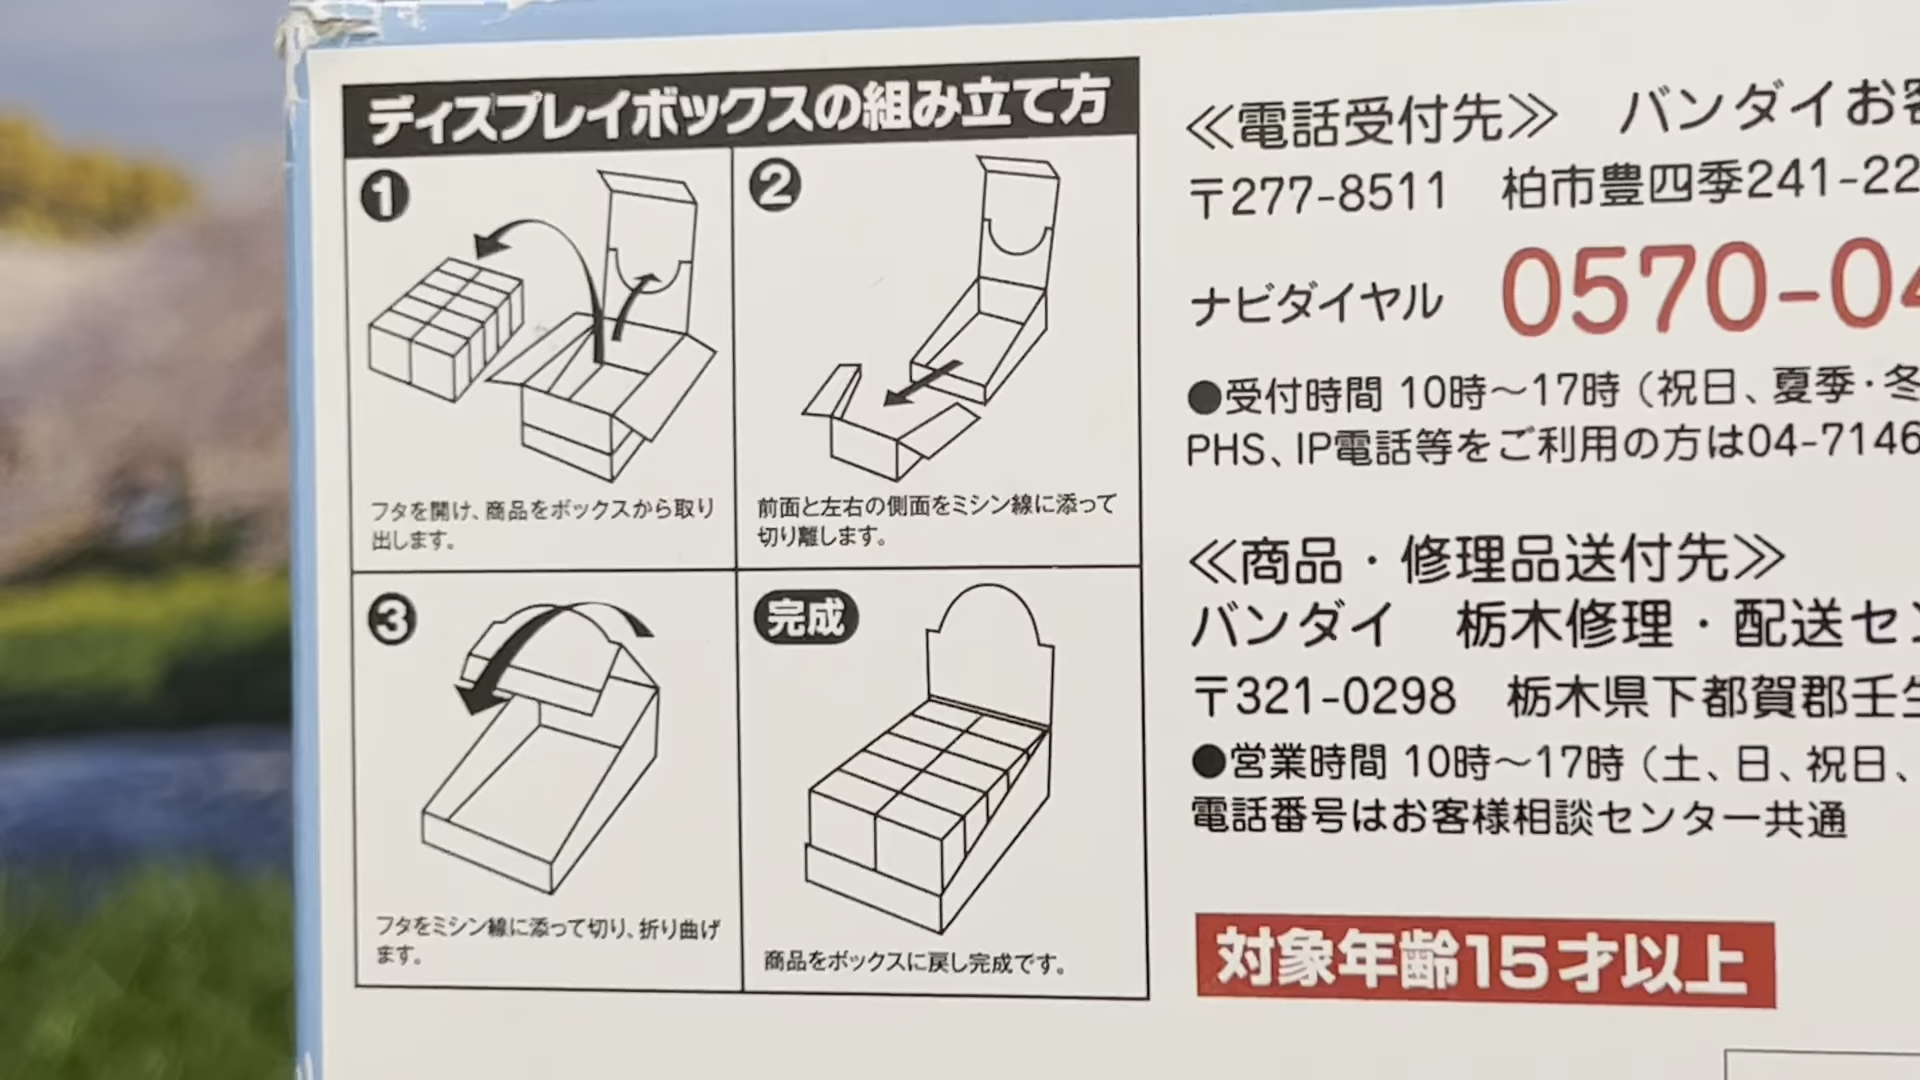 ディスプレイボックスの組み立て方
1
フタを開け、商品をボックスから取り
出します。
2
前面と左右の側面をミシン線に添って
切り離します。
3
フタをミシン線に添って切り、折り曲げ
ます。
完成
商品をボックスに戻し完成です。
≪電話受付先≫　バンダイお客
〒277-8511　柏市豊四季241-22
ナビダイヤル　0570-04
●受付時間 10時～17時（祝日、夏季・冬
PHS、IP電話等をご利用の方は04-7146
≪商品・修理品送付先≫
バンダイ　栃木修理・配送セン
〒321-0298　栃木県下都賀郡壬生
●営業時間 10時～17時（土、日、祝日、
電話番号はお客様相談センター共通
対象年齢15才以上